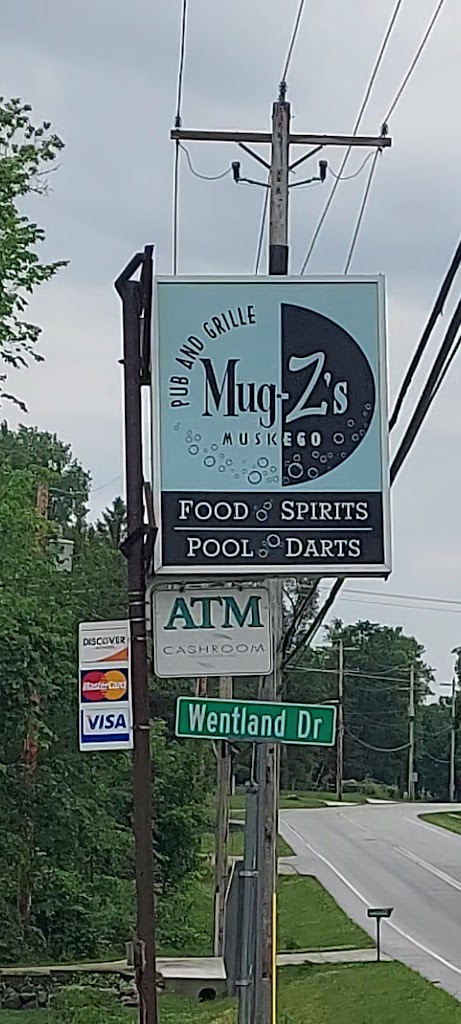 PUB AND GRILLE
Mug-Z's
MUSKEGO
FOOD SPIRITS
POOL DARTS
ATM
CASHROOM
DISCOVER
MasterCard
VISA
Wentland Dr